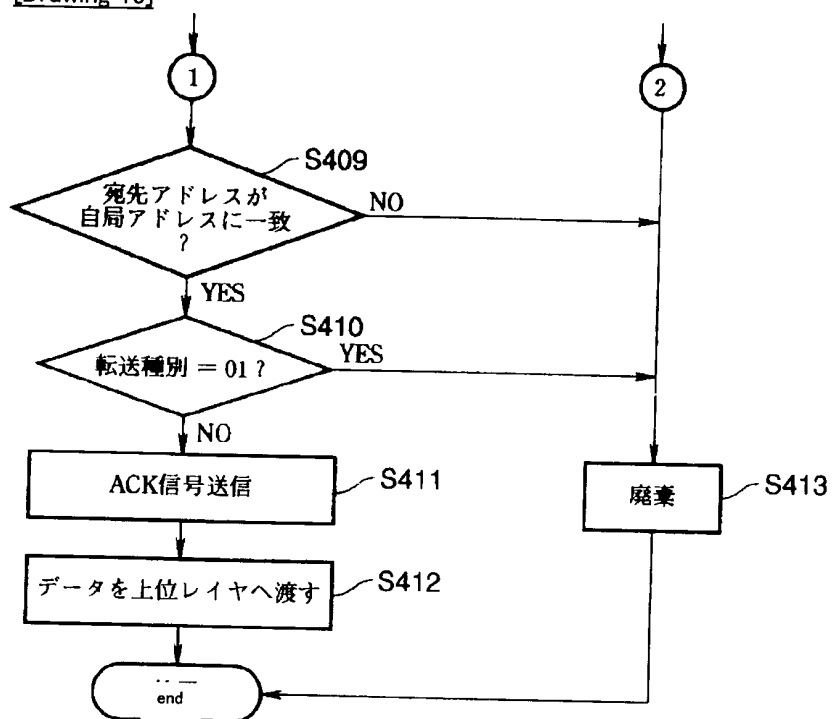 [Drawing
1
2
S409
宛先アドレスが
自局アドレスに一致
?
NO
YES
S410
転送種別 = 01 ?
YES
NO
ACK信号送信
S411
廃棄
S413
データを上位レイヤへ渡す
S412
end